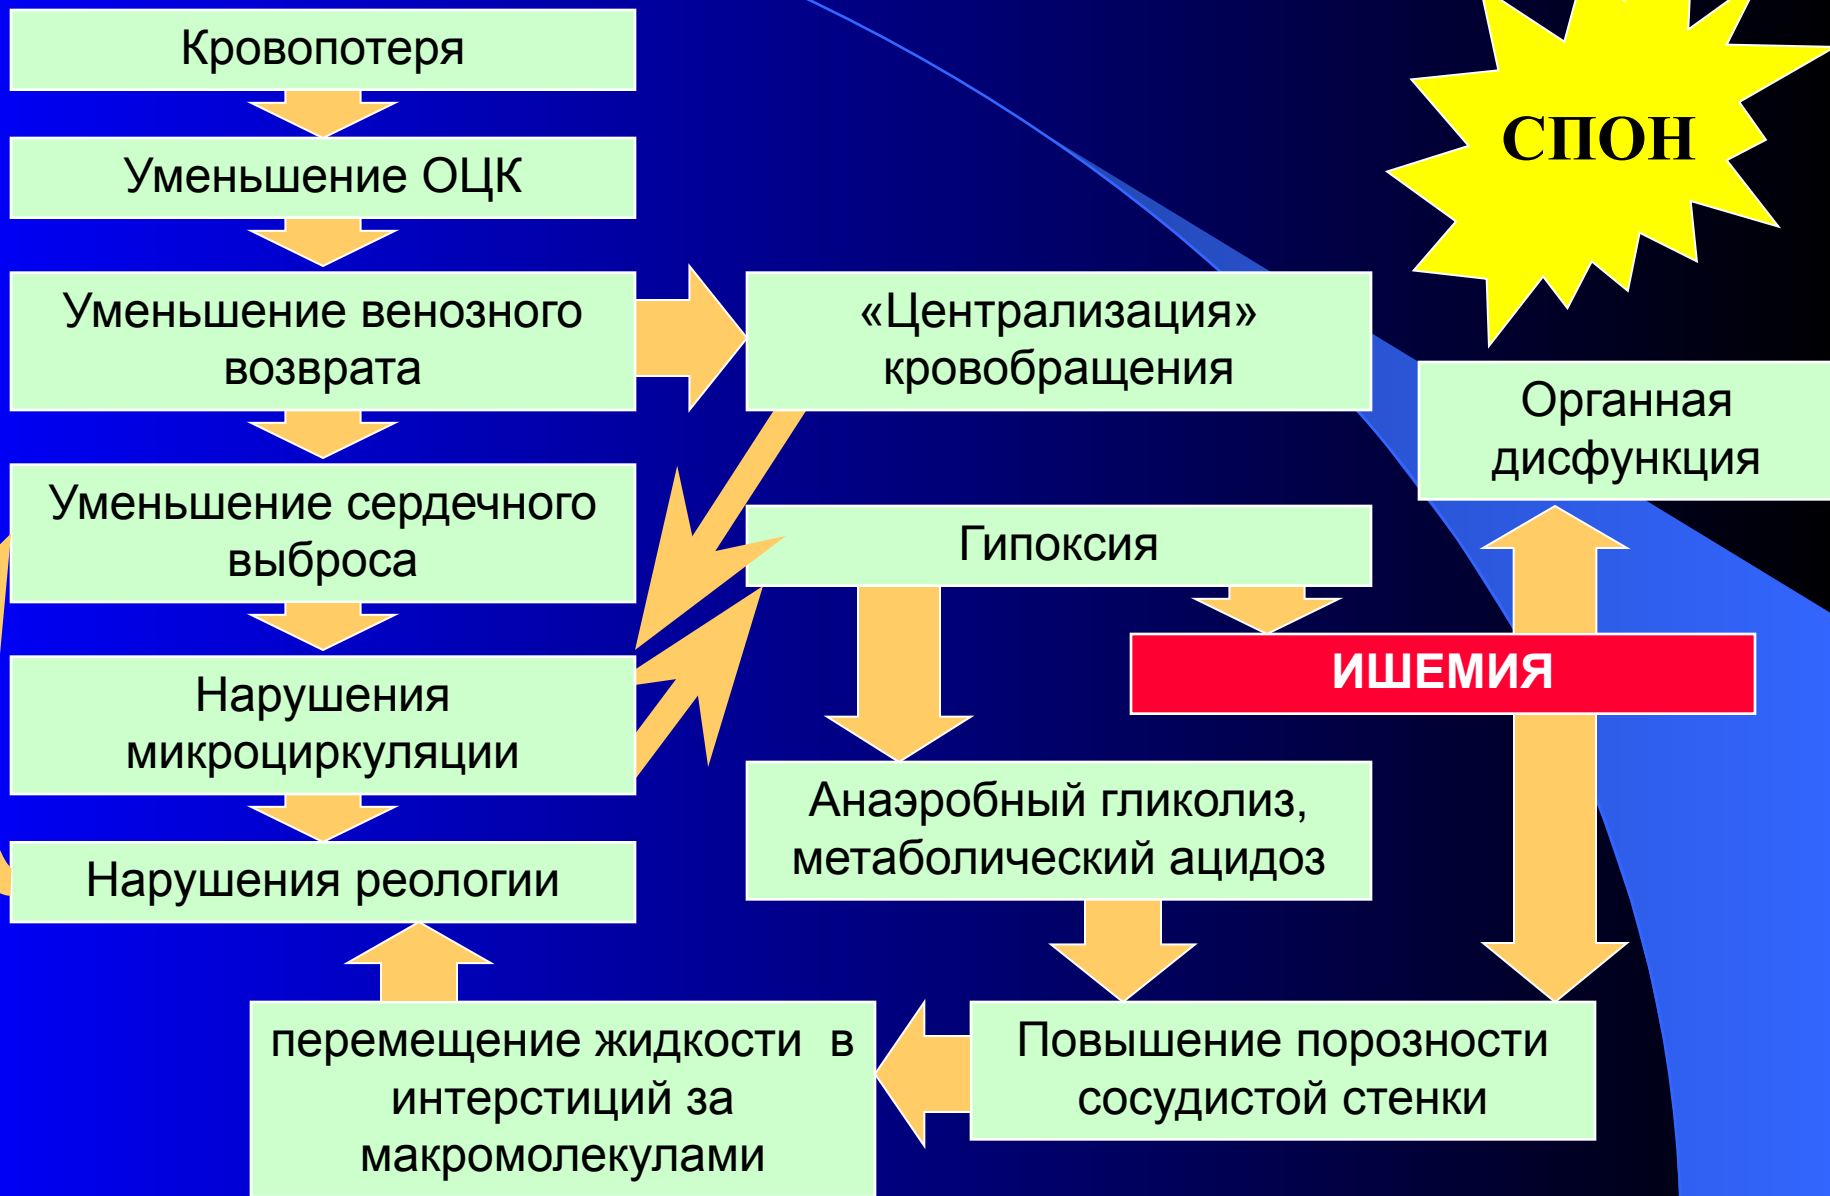 Кровопотеря
СПОН
Уменьшение ОЦК
Уменьшение венозного
возврата
«Централизация»
кровобращения
Органная
дисфункция
Уменьшение сердечного
выброса
Гипоксия
ИШЕМИЯ
Нарушения
микроциркуляции
Анаэробный гликолиз,
метаболический ацидоз
Нарушения реологии
перемещение жидкости в
интерстиций за
макромолекулами
Повышение порозности
сосудистой стенки